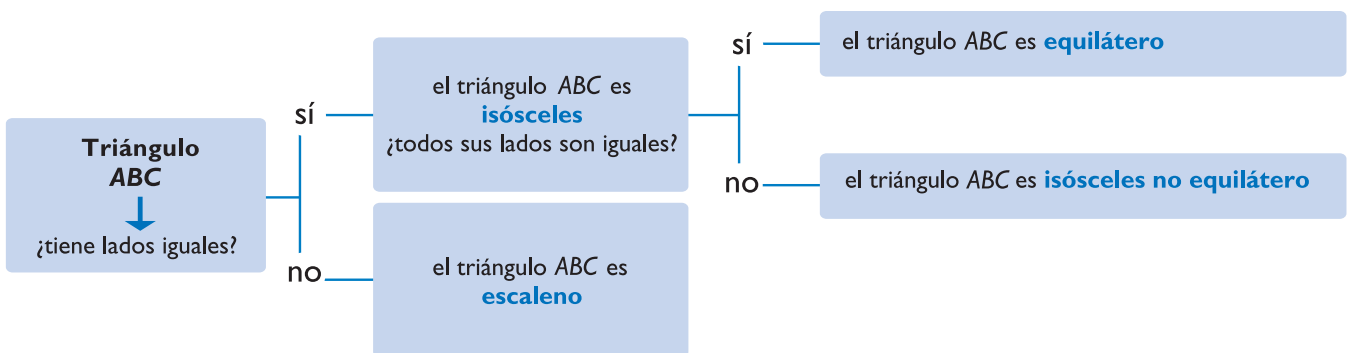 Triángulo
ABC
¿tiene lados iguales?
sí
el triángulo ABC es
isósceles
¿todos sus lados son iguales?
sí
el triángulo ABC es equilátero
no
el triángulo ABC es isósceles no equilátero
no
el triángulo ABC es
escaleno